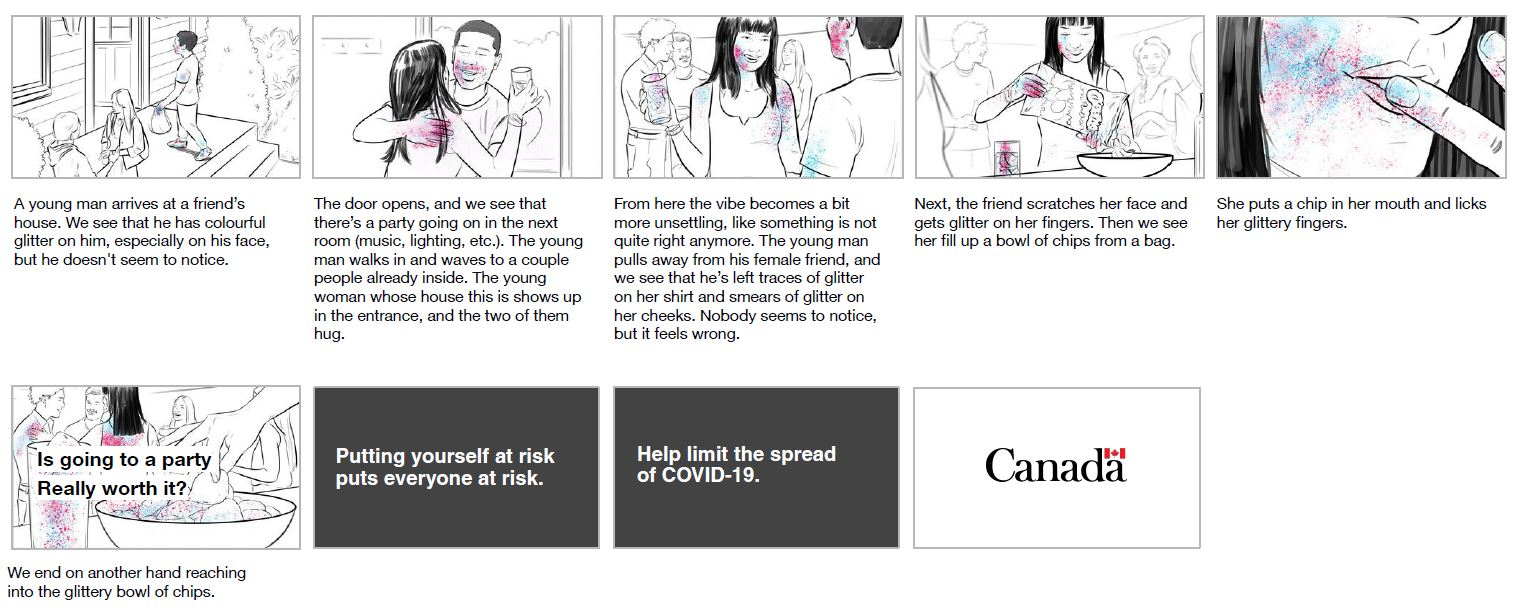 A young man arrives at a friend's
house. We see that he has colourful
glitter on him, especially on his face,
but he doesn't seem to notice.
The door opens, and we see that
there's a party going on in the next
room (music, lighting, etc.). The young
man walks in and waves to a couple
people already inside. The young
woman whose house this is shows up
in the entrance, and the two of them
hug.
From here the vibe becomes a bit
more unsettling, like something is not
quite right anymore. The young man
pulls away from his female friend, and
we see that he's left traces of glitter
on her shirt and smears of glitter on
her cheeks. Nobody seems to notice,
but it feels wrong.
Next, the friend scratches her face and
gets glitter on her fingers. Then we see
her fill up a bowl of chips from a bag.
She puts a chip in her mouth and licks
her glittery fingers.
Is going to a party
Really worth it?
We end on another hand reaching
into the glittery bowl of chips.
Putting yourself at risk
puts everyone at risk.
Help limit the spread
of COVID-19.
Canada